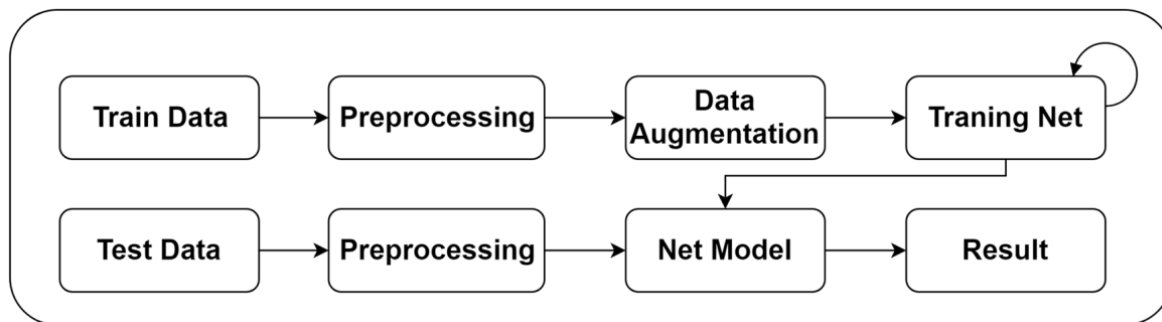 Train Data
Preprocessing
Data
Augmentation
Traning Net
Test Data
Preprocessing
Net Model
Result